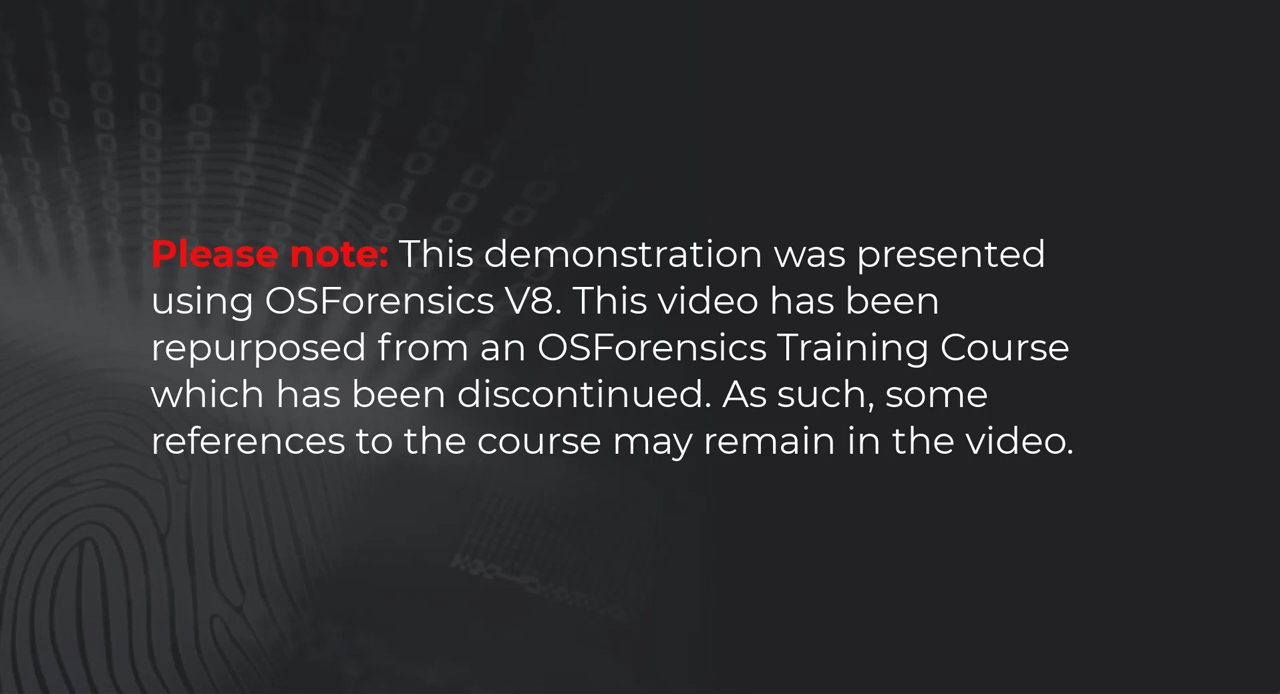 Please note: This demonstration was presented
using OSForensics V8. This video has been
repurposed from an OSForensics Training Course
which has been discontinued. As such, some
references to the course may remain in the video.